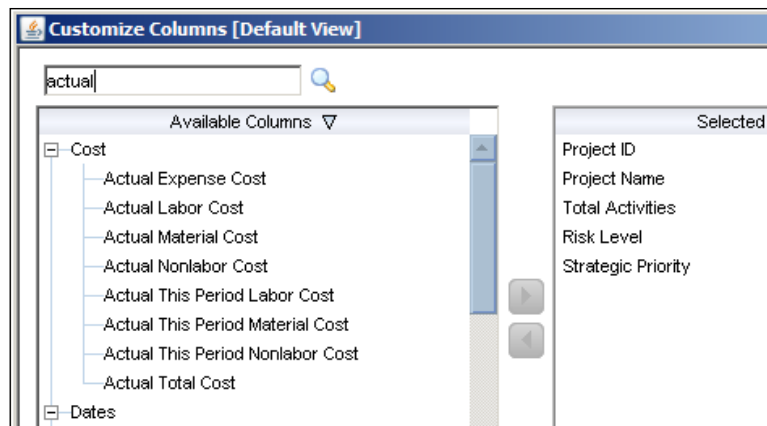 Customize Columns [Default View]
actual
Available Columns
Cost
Actual Expense Cost
Actual Labor Cost
Actual Material Cost
Actual Nonlabor Cost
Actual This Period Labor Cost
Actual This Period Material Cost
Actual This Period Nonlabor Cost
Actual Total Cost
Dates
Selected
Project ID
Project Name
Total Activities
Risk Level
Strategic Priority